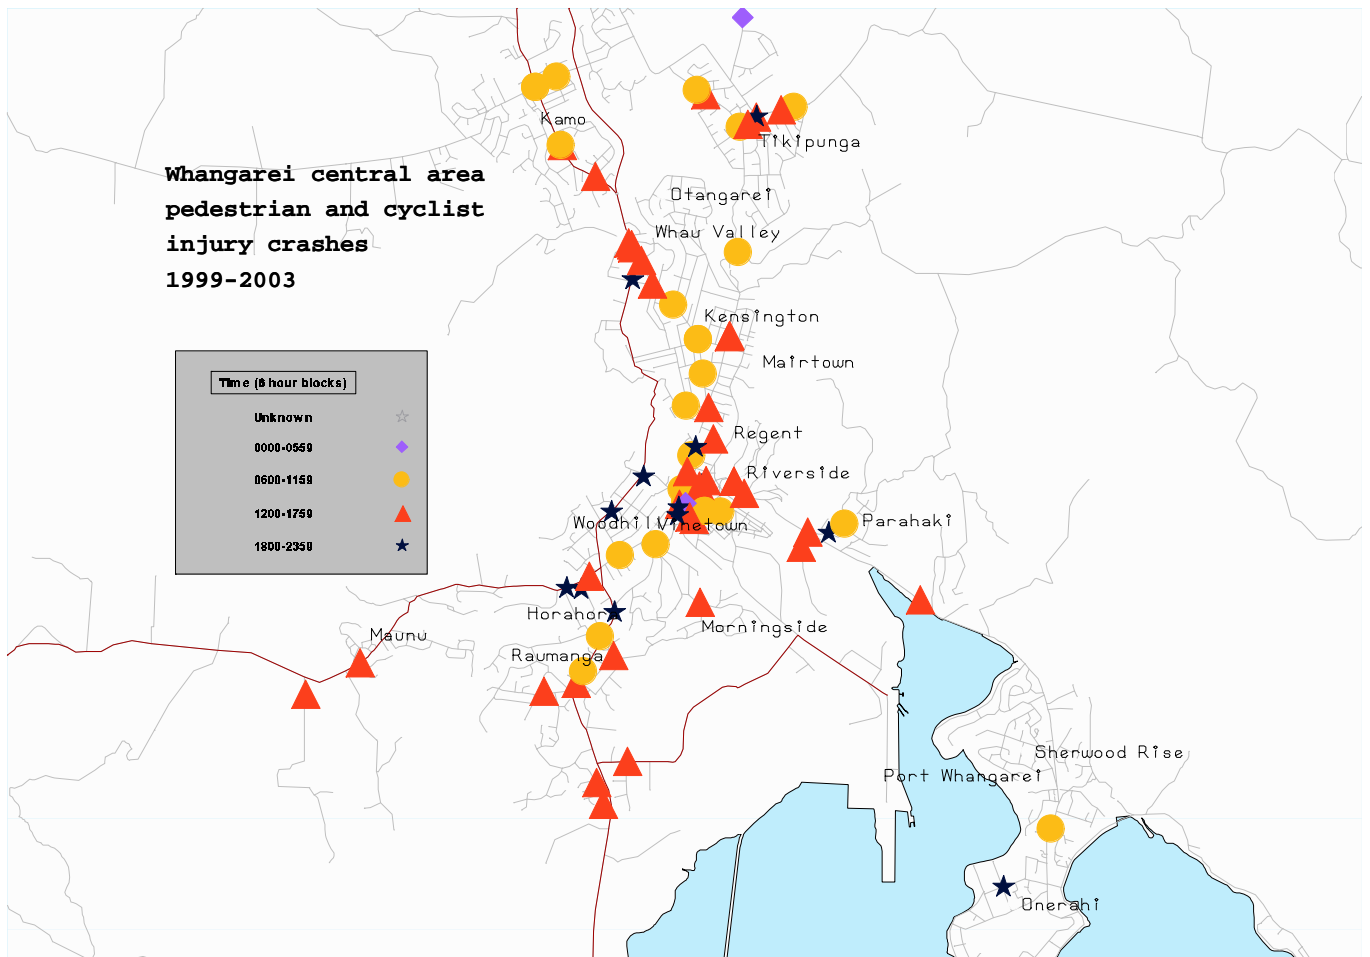 Kamo
Tikipunga
Whangarei central area
pedestrian and cyclist
injury crashes
1999-2003
Otangarei
Whau Valley
Kensington
Mairtown
Time (6 hour blocks)
Unknown
0000-0559
0600-1159
1200-1759
1800-2359
Regent
Riverside
Woodhill
Vinetown
Parahaki
Horahora
Morningside
Maunu
Raumanga
Sherwood Rise
Port Whangarei
Onerahi